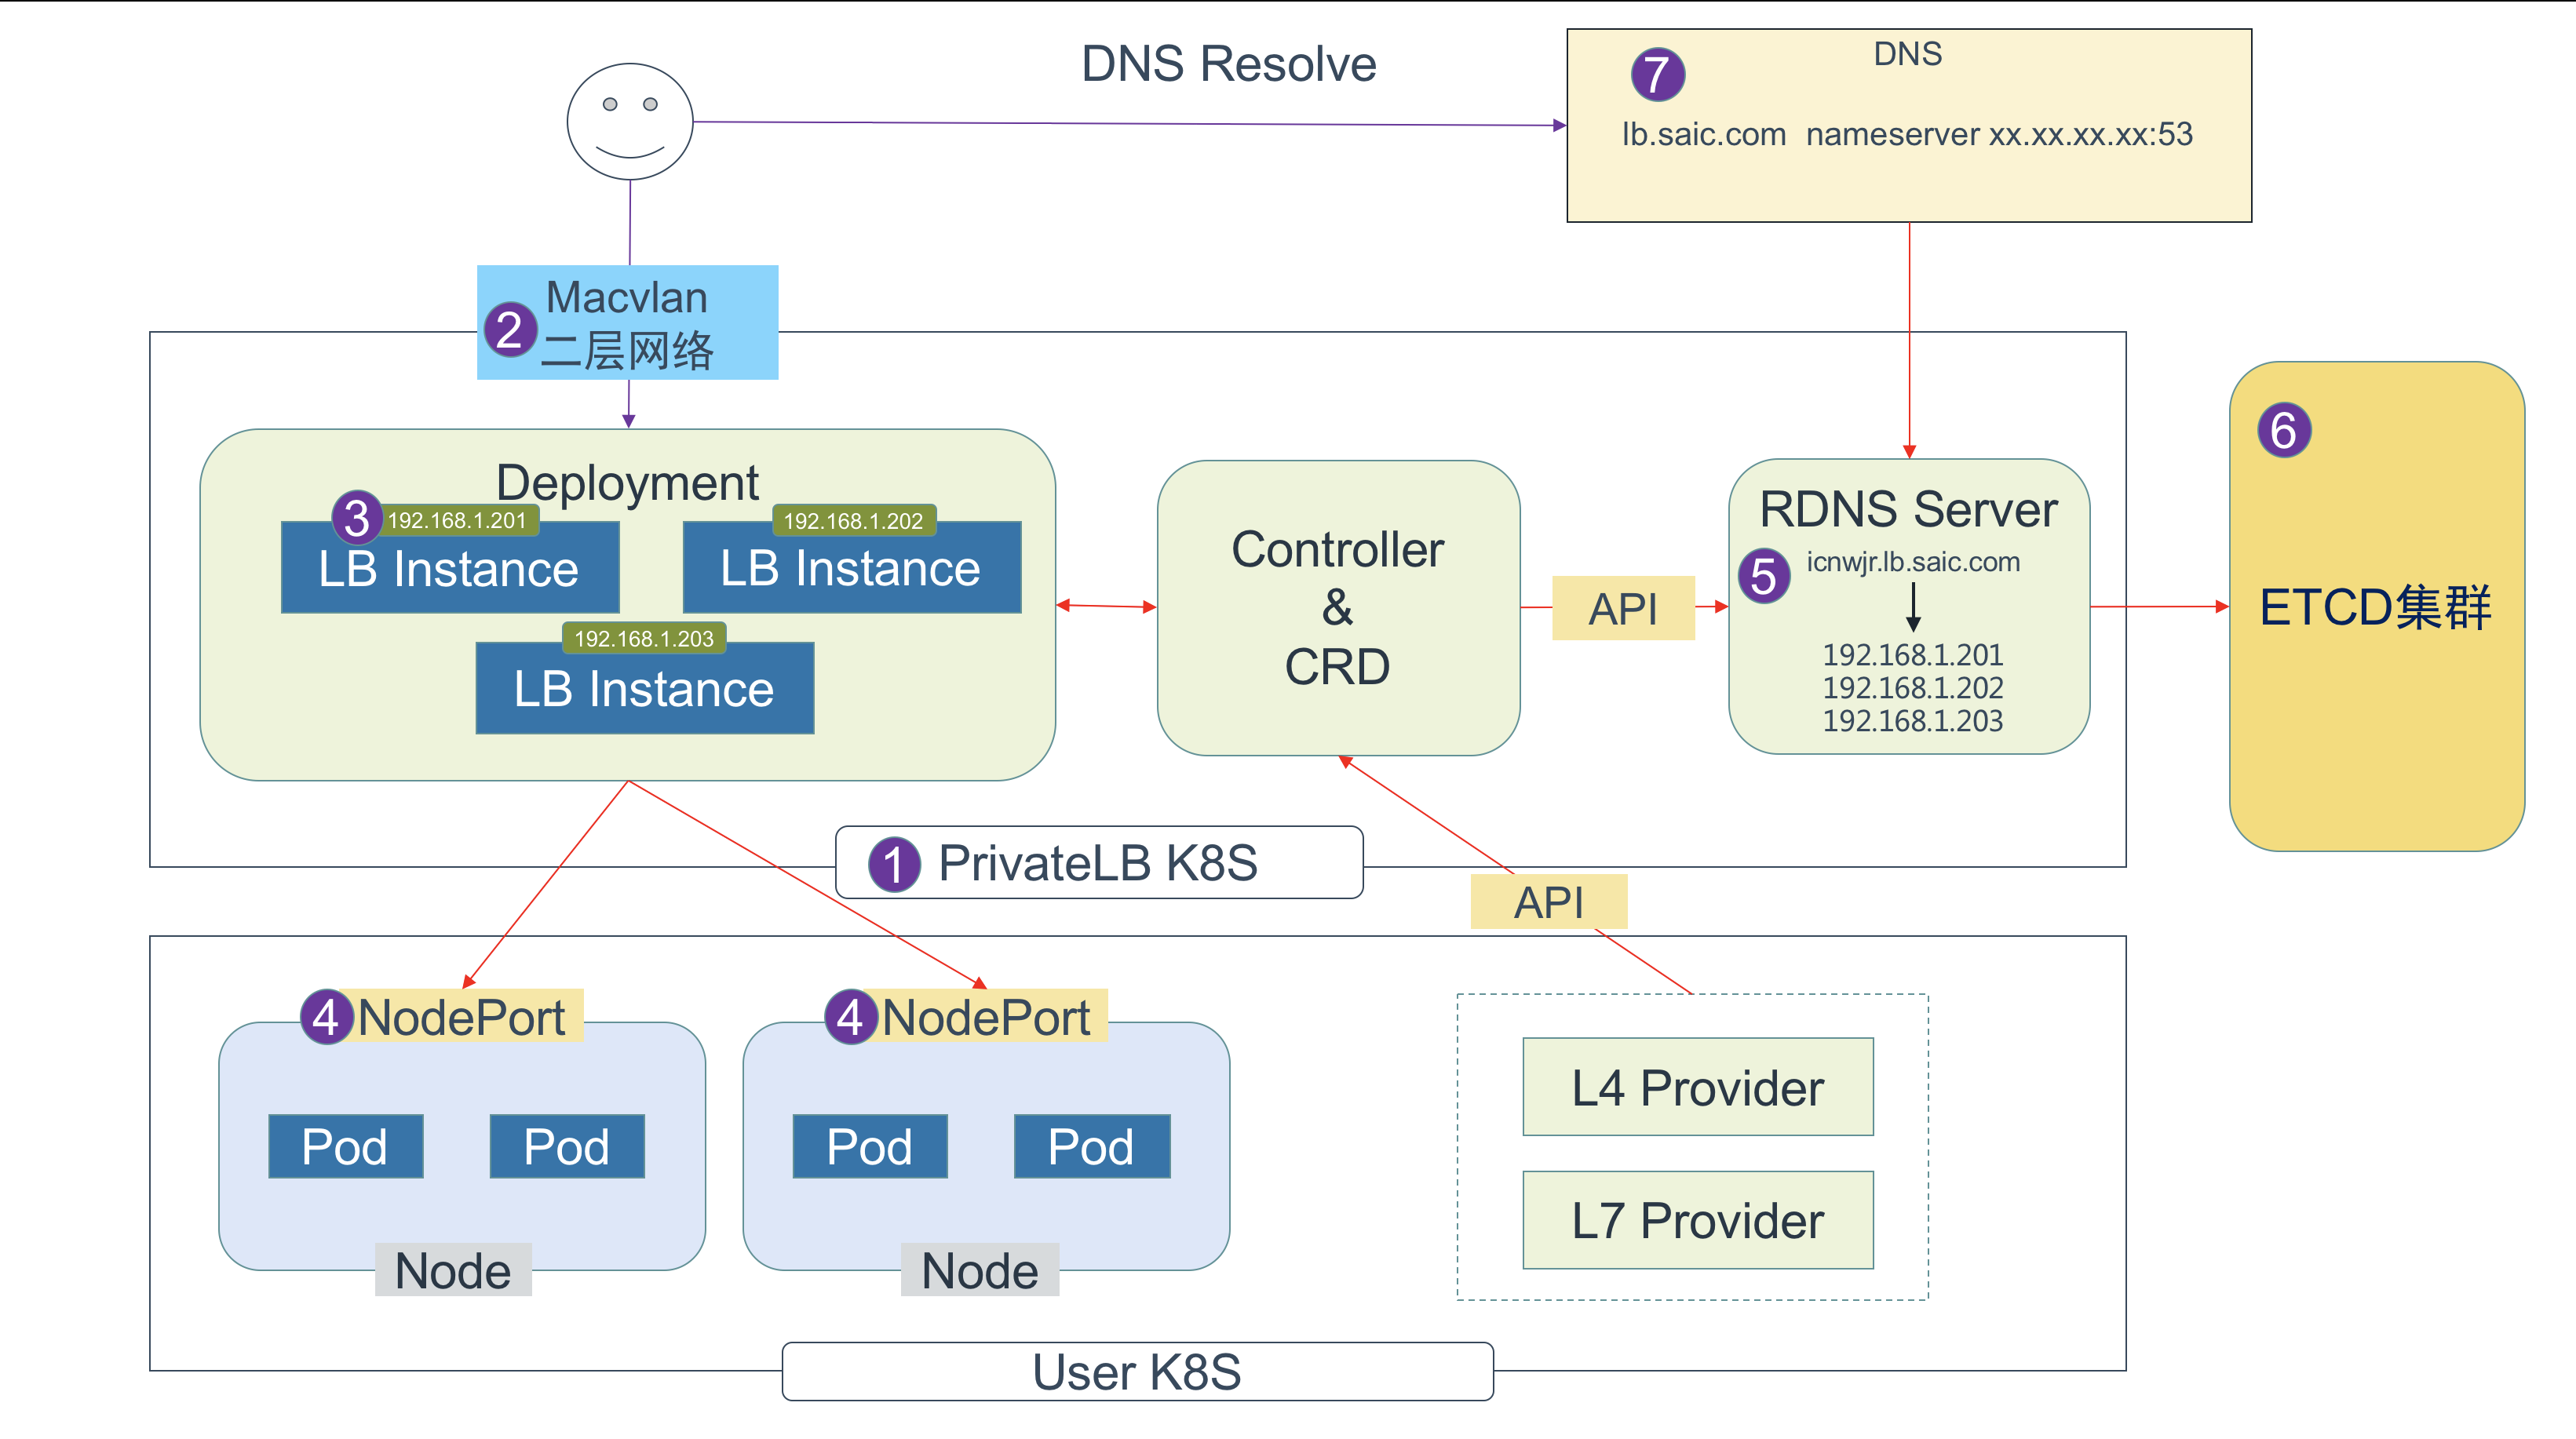 DNS Resolve
7
DNS
lb.saic.com nameserver xx.xx.xx.xx:53
2
Macvlan
二层网络
Deployment
3
192.168.1.201
LB Instance
192.168.1.202
LB Instance
192.168.1.203
LB Instance
Controller
&
CRD
API
RDNS Server
5
icnwjr.lb.saic.com
192.168.1.201
192.168.1.202
192.168.1.203
6
ETCD集群
1 PrivateLB K8S
API
4 NodePort
Pod
Pod
Node
4 NodePort
Pod
Pod
Node
L4 Provider
L7 Provider
User K8S